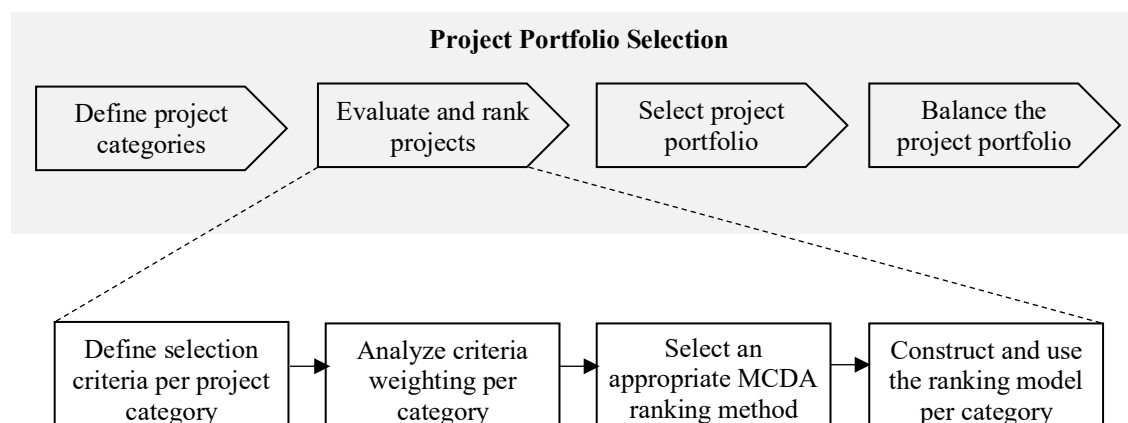 Project Portfolio Selection
Define project
categories
Evaluate and rank
projects
Select project
portfolio
Balance the
project portfolio
Define selection
criteria per project
category
Analyze criteria
weighting per
category
Select an
appropriate MCDA
ranking method
Construct and use
the ranking model
per category